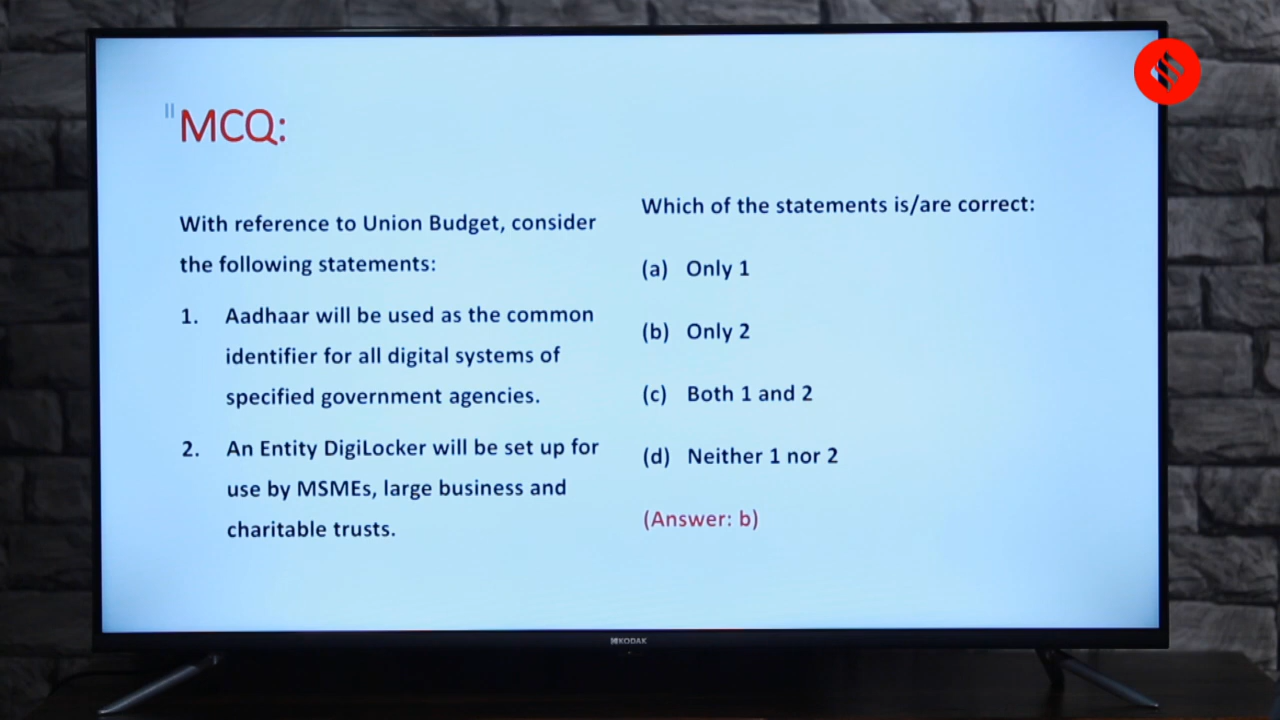 MCQ:
With reference to Union Budget, consider
the following statements:
1. Aadhaar will be used as the common
identifier for all digital systems of
specified government agencies.
2. An Entity DigiLocker will be set up for
use by MSMEs, large business and
charitable trusts.
Which of the statements is/are correct:
(a) Only 1
(b) Only 2
(c) Both 1 and 2
(d) Neither 1 nor 2
(Answer: b)
KODAK